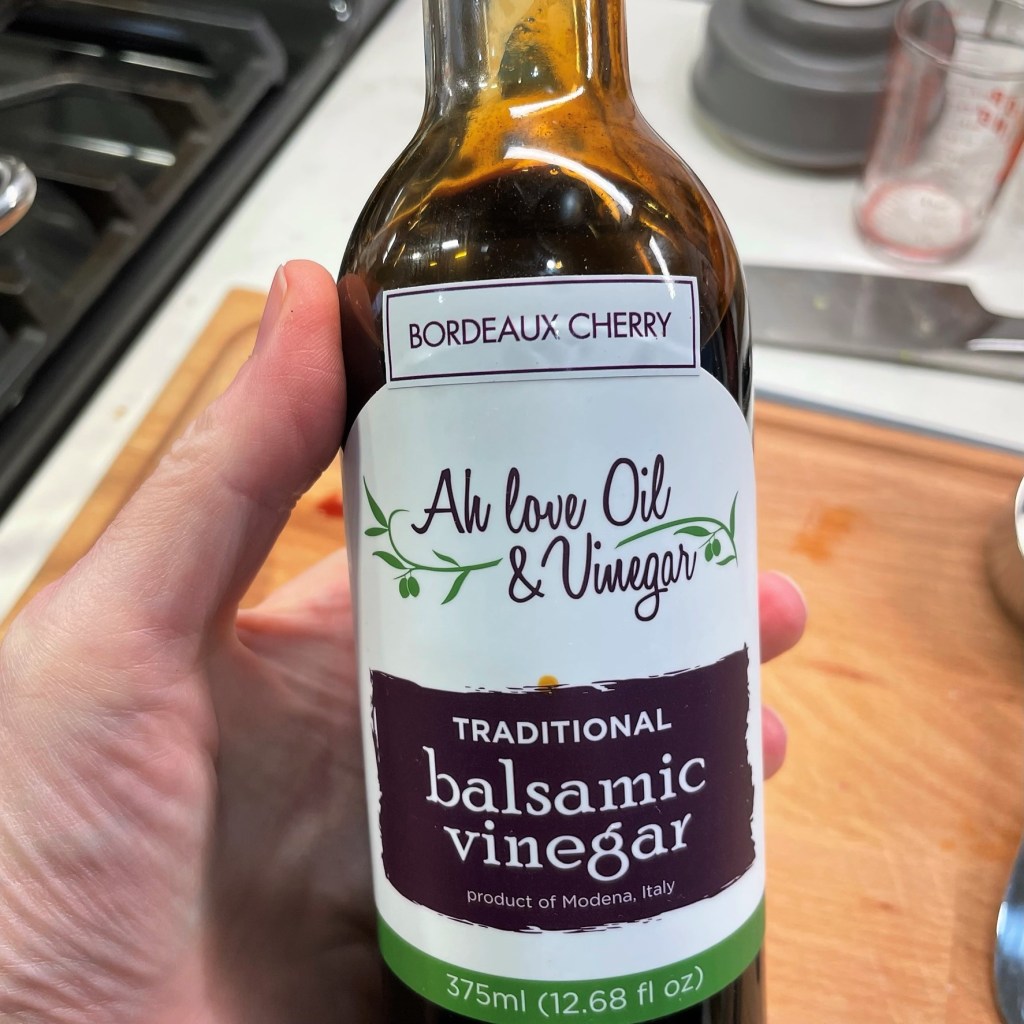 BORDEAUX CHERRY
Ah love Oil
& Vinegar
TRADITIONAL
balsamic
vinegar
product of Modena, Italy
375ml (12.68 fl oz)